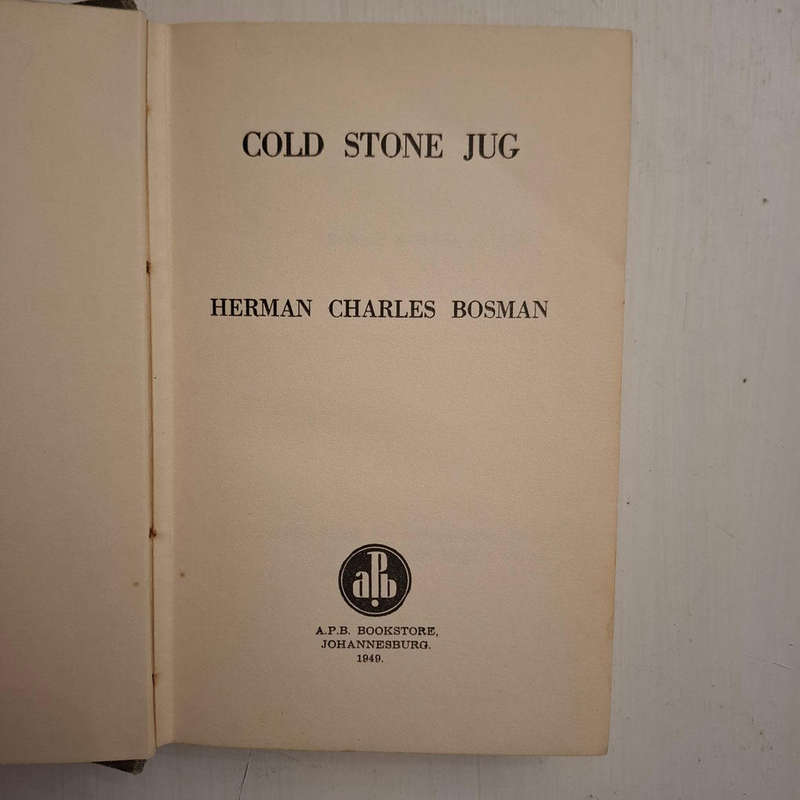 COLD STONE JUG
HERMAN CHARLES BOSMAN
aPb
A.P.B. BOOKSTORE,
JOHANNESBURG.
1949.